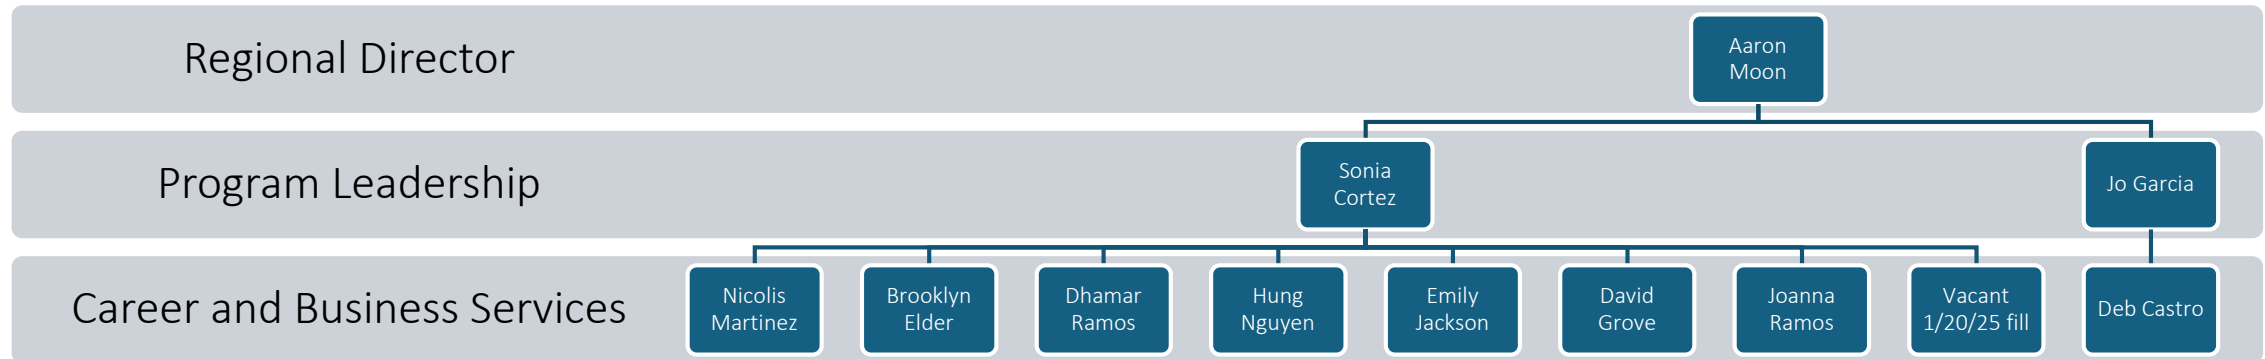 Regional Director
Aaron
Moon
Program Leadership
Sonia
Cortez
Jo Garcia
Career and Business Services
Nicolis
Martinez
Brooklyn
Elder
Dhamar
Ramos
Hung
Nguyen
Emily
Jackson
David
Grove
Joanna
Ramos
Vacant
1/20/25 fill
Deb Castro